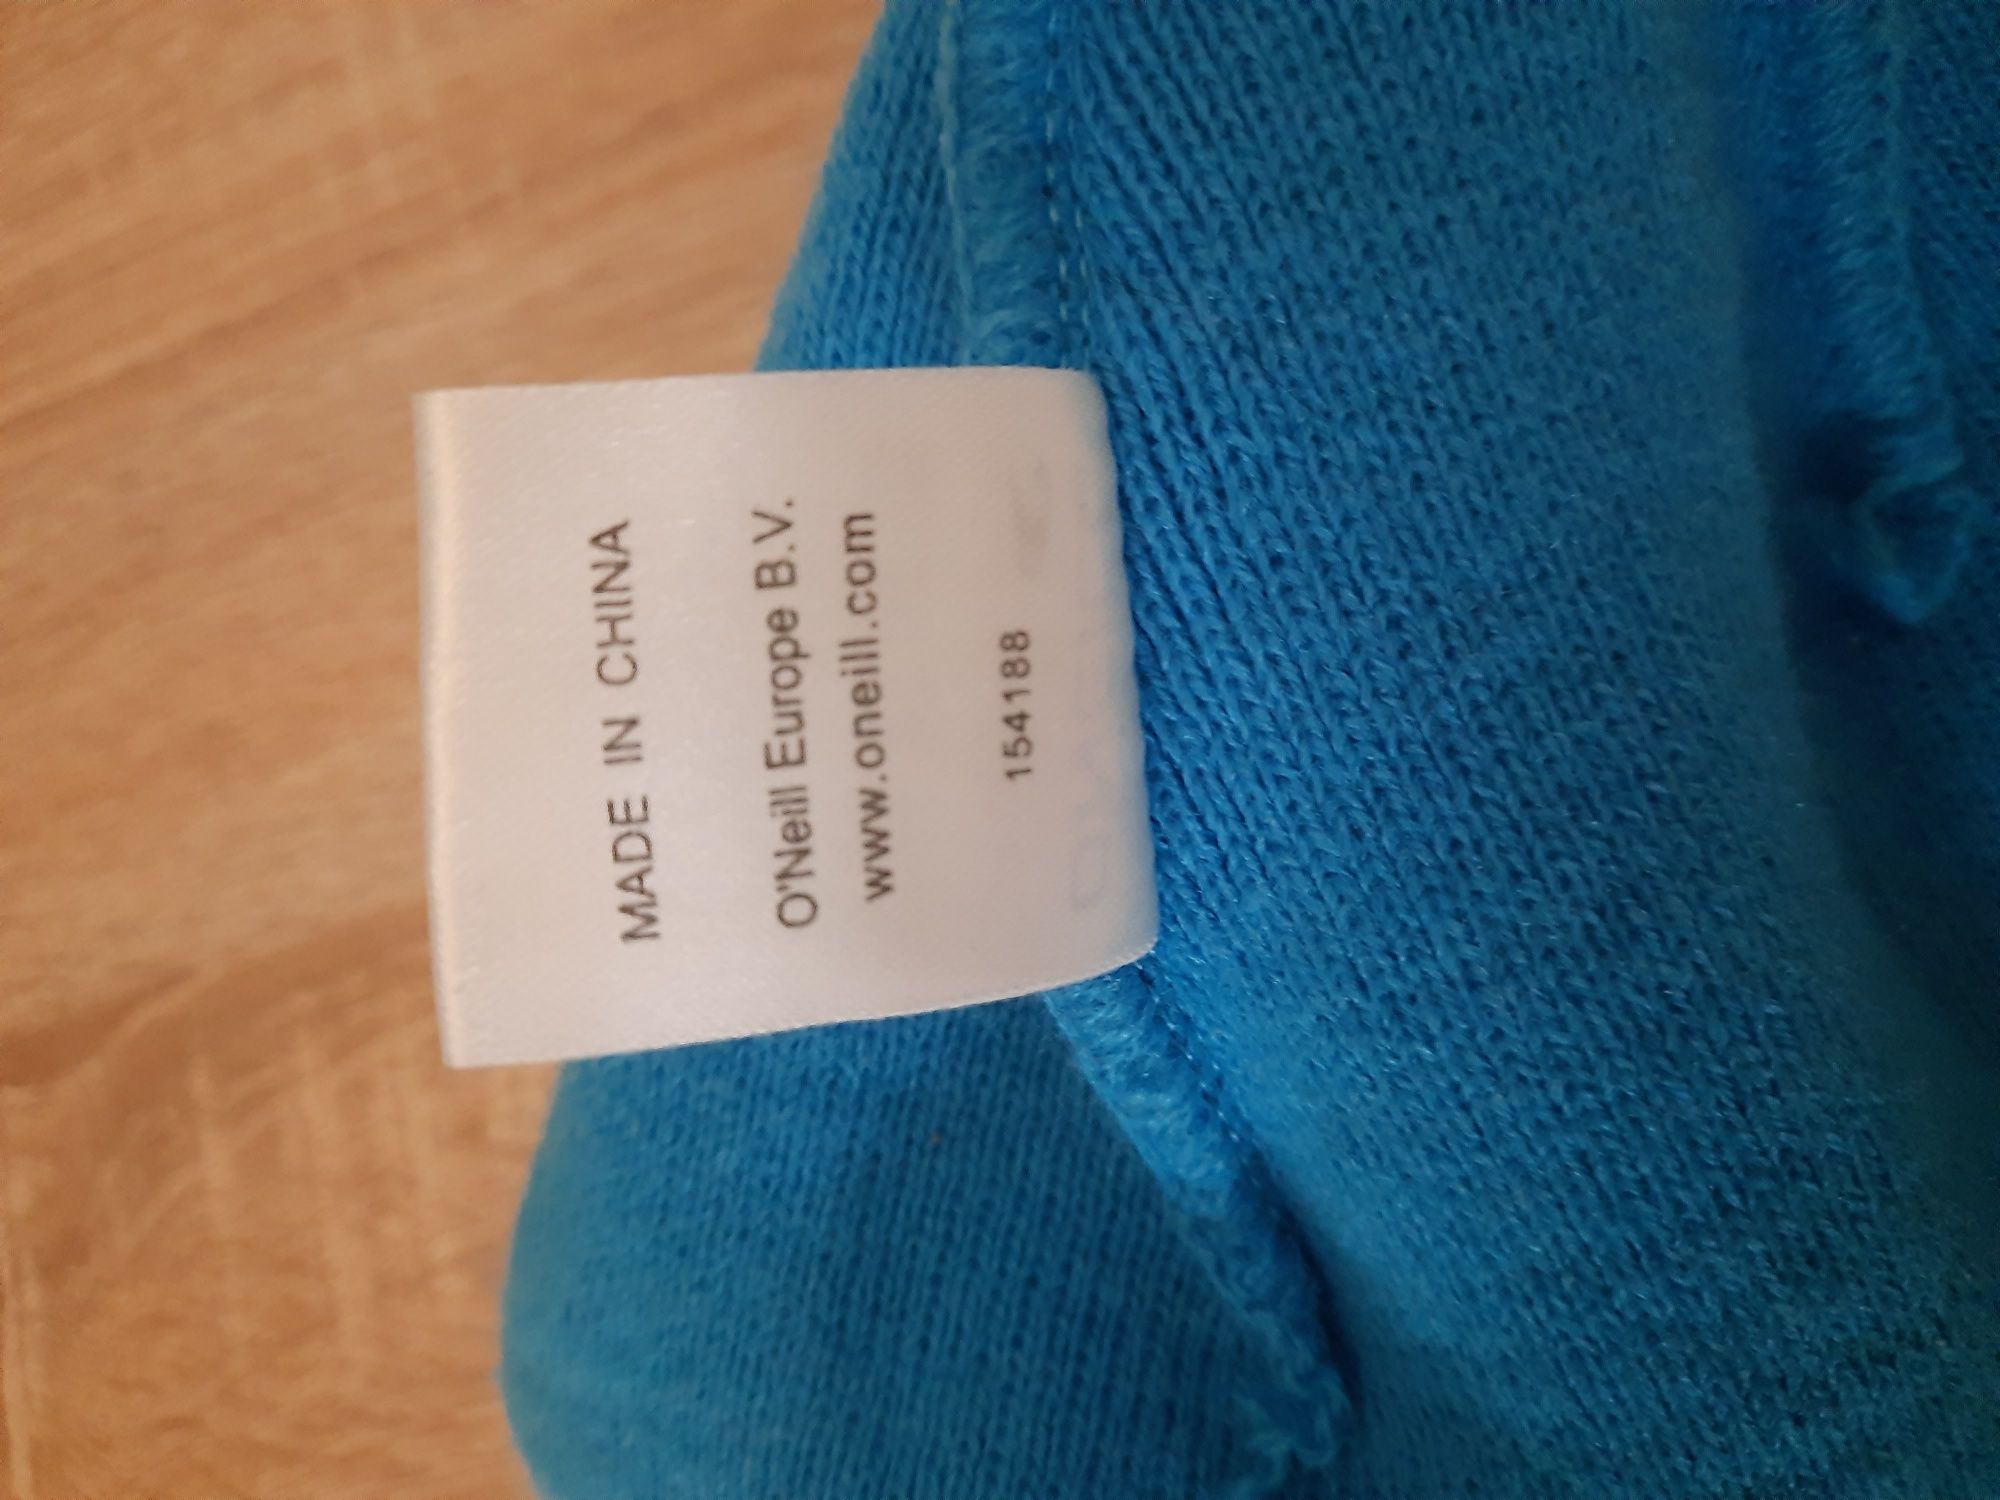 MADE IN CHINA
O'Neill Europe B.V.
www.oneill.com
154188